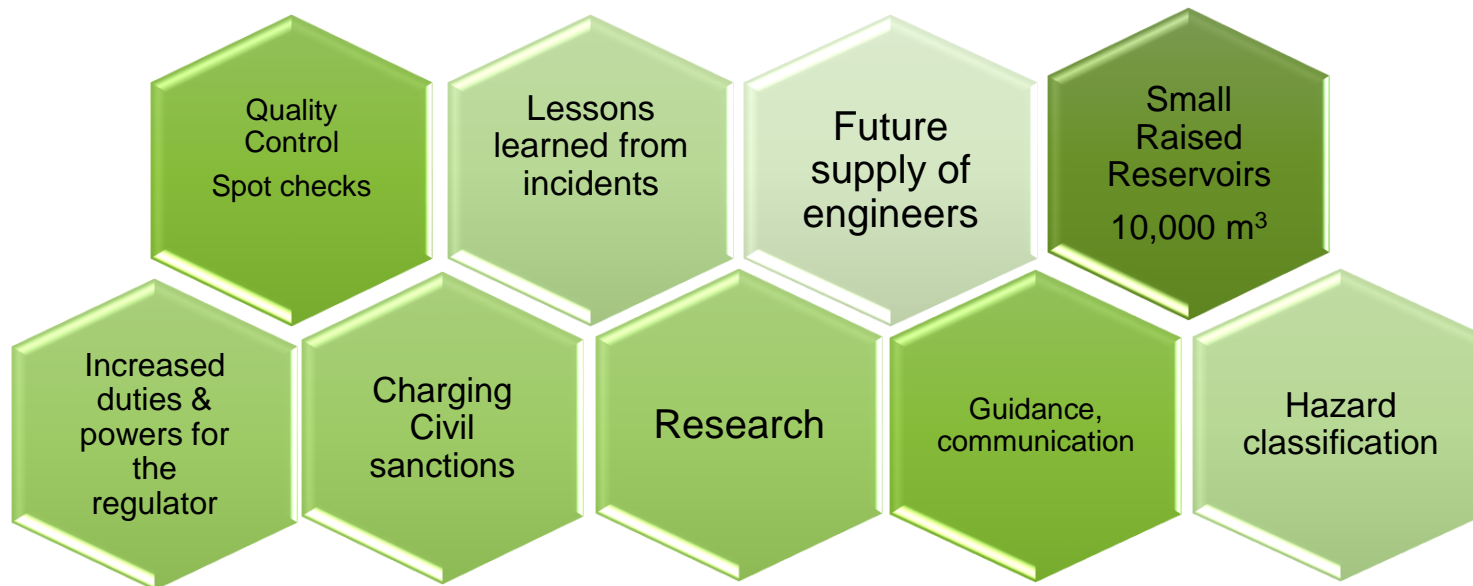 Quality
Control
Spot checks
Lessons
learned from
incidents
Future
supply of
engineers
Small
Raised
Reservoirs
10,000 m³
Increased
duties &
powers for
the
regulator
Charging
Civil
sanctions
Research
Guidance,
communication
Hazard
classification